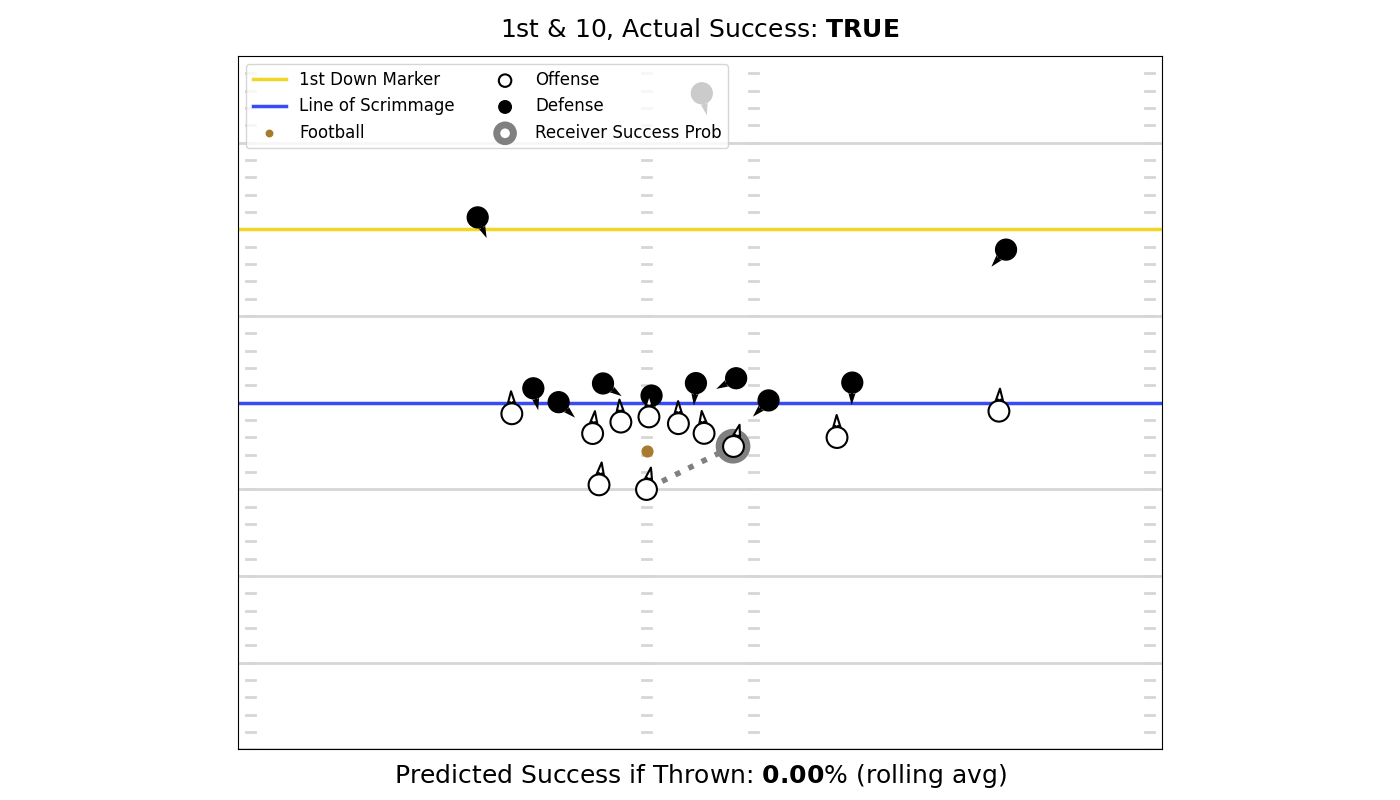 1st & 10, Actual Success: TRUE
1st Down Marker
Line of Scrimmage
Football
Offense
Defense
Receiver Success Prob
Predicted Success if Thrown: 0.00% (rolling avg)